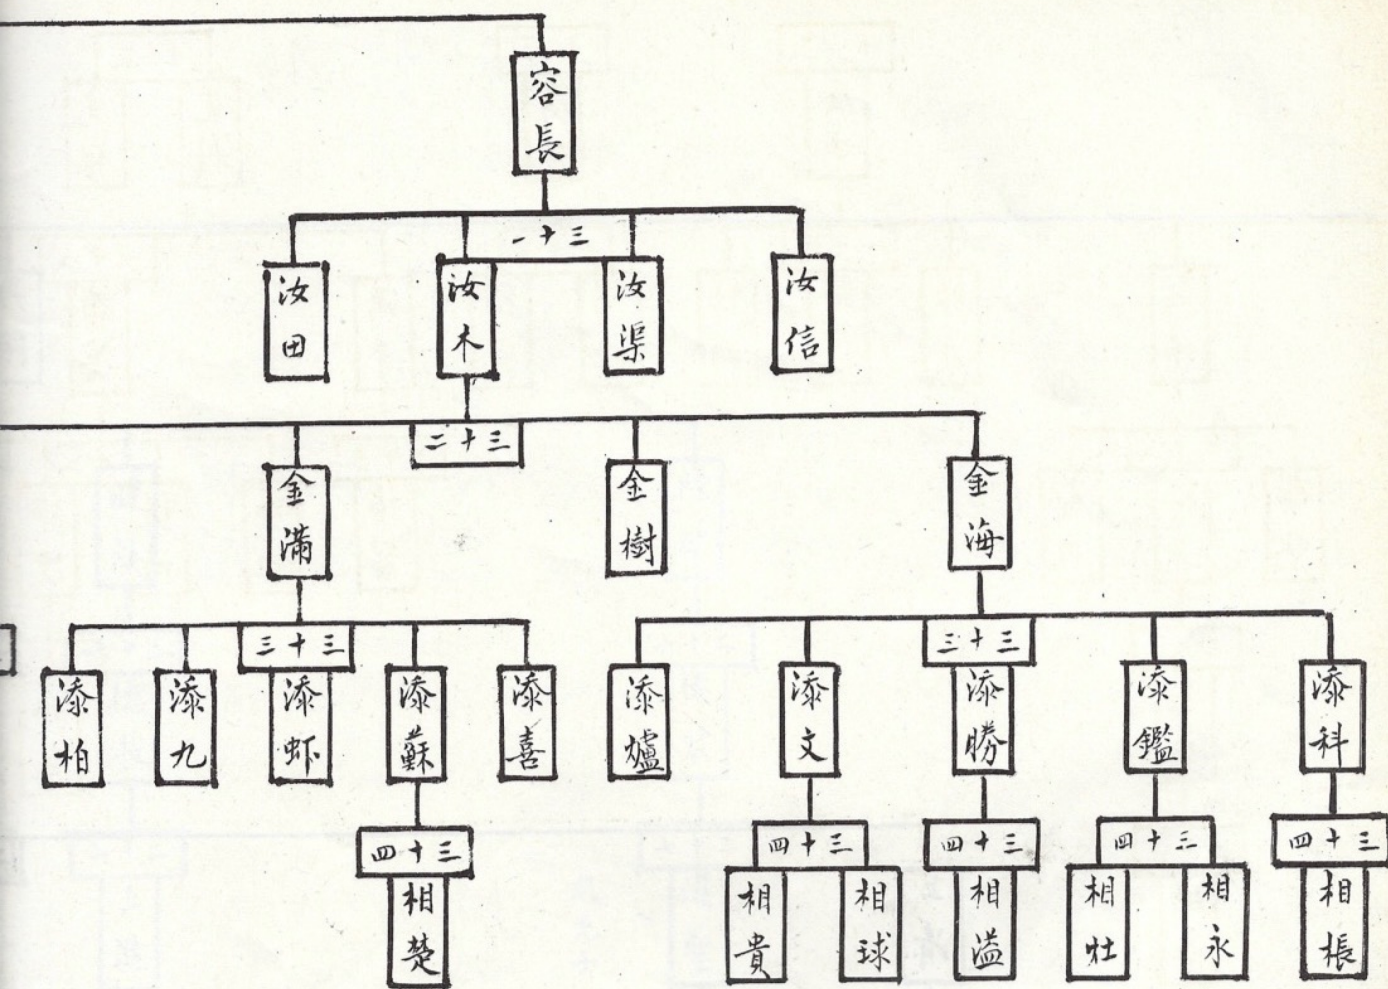 容長
三十一
汝信
汝渠
汝木
汝田
三十二
金海
金樹
金滿
三十三
添科
添鑑
添勝
添文
添爐
三十三
添喜
添蘇
添虾
添九
添柏
三十四
相棖
三十四
相永
相壯
三十四
相溢
三十四
相球
相貴
三十四
相楚